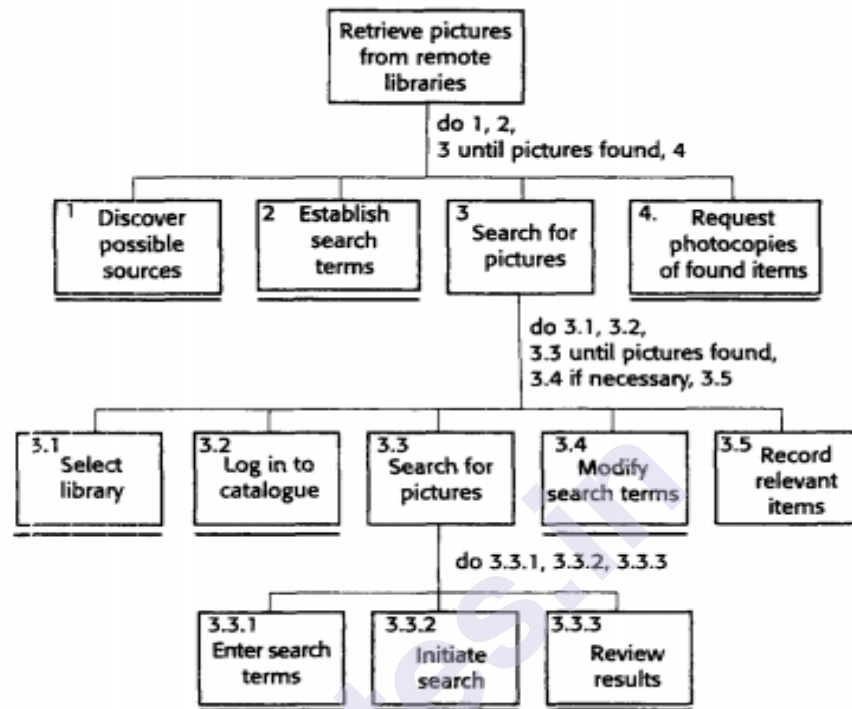 Retrieve pictures
from remote
libraries
do 1, 2,
3 until pictures found, 4
1 Discover
possible
sources
2 Establish
search
terms
3
Search for
pictures
4. Request
photocopies
of found items
do 3.1, 3.2,
3.3 until pictures found,
3.4 if necessary, 3.5
3.1
Select
library
3.2
Log in to
catalogue
3.3
Search for
pictures
3.4
Modify
search terms
3.5 Record
relevant
items
do 3.3.1, 3.3.2, 3.3.3
3.3.1
Enter search
terms
3.3.2
Initiate
search
3.3.3
Review
results
tes.in